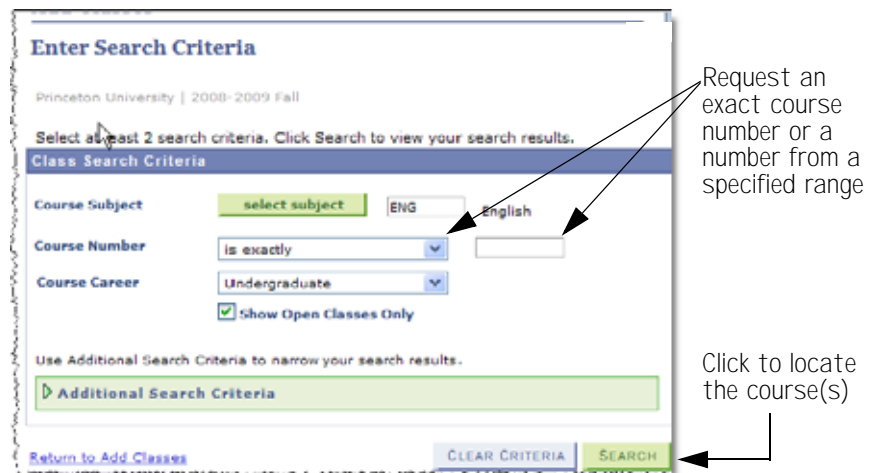 Enter Search Criteria
Princeton University | 2008-2009 Fall
Select at least 2 search criteria. Click Search to view your search results.
Class Search Criteria
Course Subject select subject ENG English
Course Number is exactly
Course Career Undergraduate
Show Open Classes Only
Use Additional Search Criteria to narrow your search results.
Additional Search Criteria
Return to Add Classes CLEAR CRITERIA SEARCH
Request an
exact course
number or a
number from a
specified range
Click to locate
the course(s)